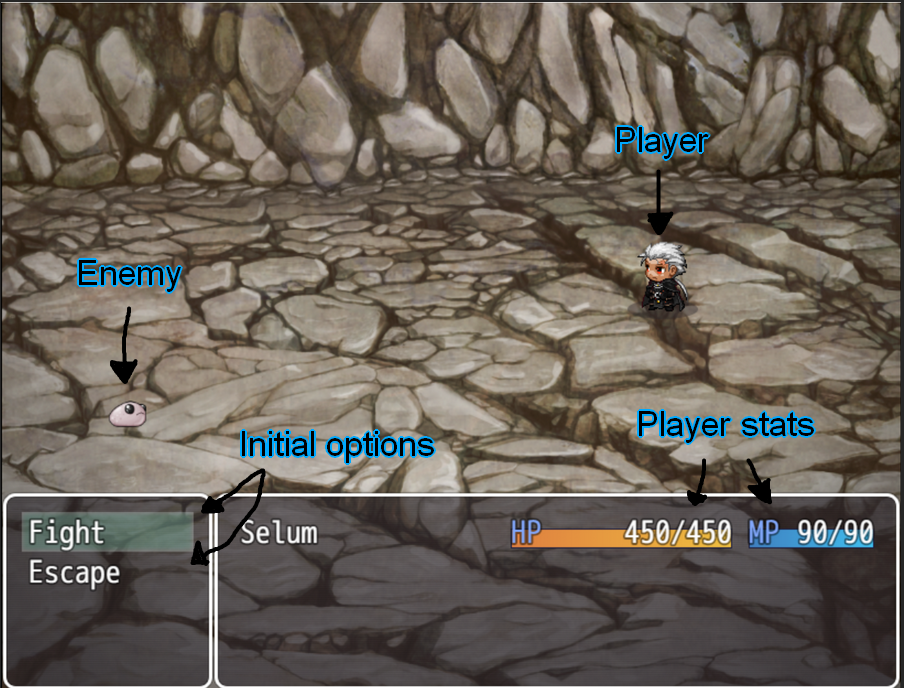 Player
Enemy
Player stats
Initial options
Fight
Selum HP 450/450 MP 90/90
Escape